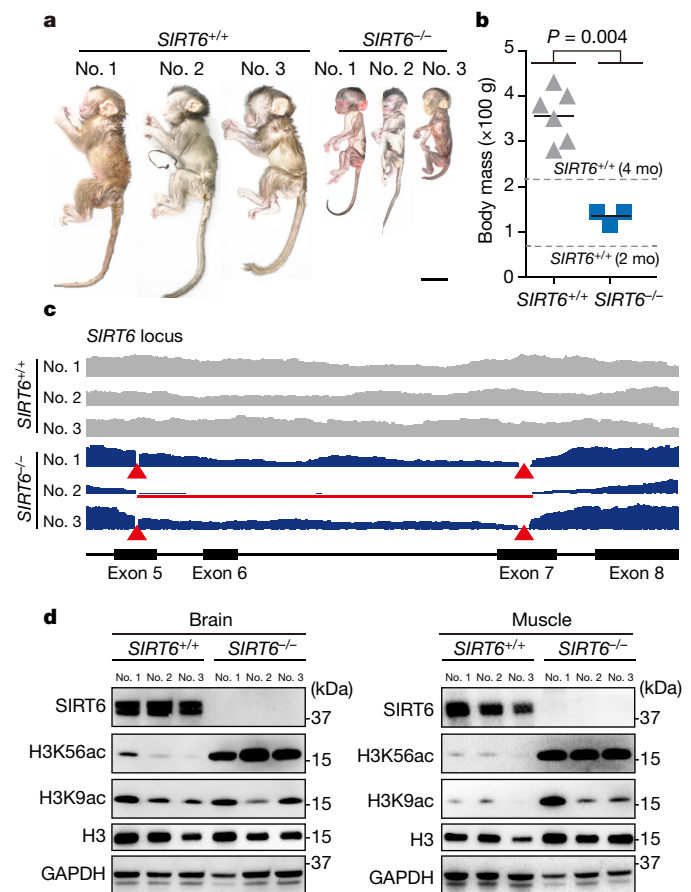 a
SIRT6+/+ SIRT6–/–
No. 1 No. 2 No. 3 No. 1 No. 2 No. 3
b
P = 0.004
Body mass (×100 g)
5
4
3
2
1
0
SIRT6+/+ (4 mo)
SIRT6+/+ (2 mo)
SIRT6+/+ SIRT6–/–
c
SIRT6 locus
SIRT6+/+
No. 1
No. 2
No. 3
SIRT6–/–
No. 1
No. 2
No. 3
Exon 5 Exon 6 Exon 7 Exon 8
d
Brain
SIRT6+/+ SIRT6–/–
No. 1 No. 2 No. 3 No. 1 No. 2 No. 3 (kDa)
SIRT6 -37
H3K56ac -15
H3K9ac -15
H3 -15
GAPDH -37
Muscle
SIRT6+/+ SIRT6–/–
No. 1 No. 2 No. 3 No. 1 No. 2 No. 3 (kDa)
SIRT6 -37
H3K56ac -15
H3K9ac -15
H3 -15
GAPDH -37